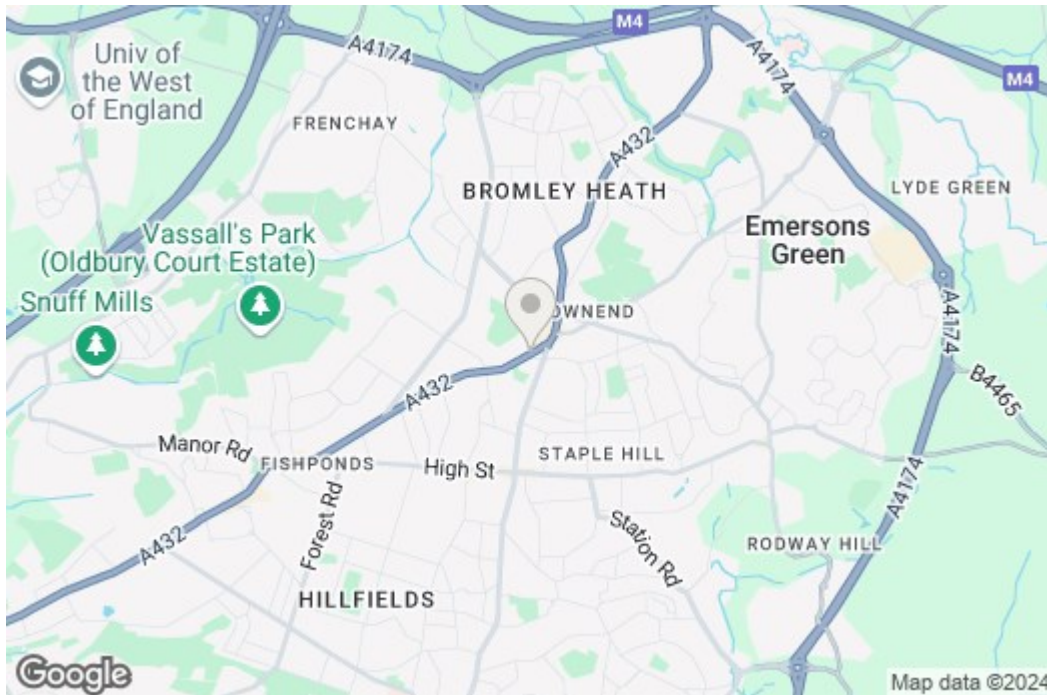 M4
Univ of
the West
of England
A4174
A4174
M4
FRENCHAY
A432
BROMLEY HEATH
LYDE GREEN
Vassall's Park
(Oldbury Court Estate)
Emersons
Green
Snuff Mills
OWNEND
A4174
A432
B4465
Manor Rd
FISHPONDS
High St
STAPLE HILL
A4174
Forest Rd
Station Rd
A432
RODWAY HILL
HILLFIELDS
Google
Map data ©2024